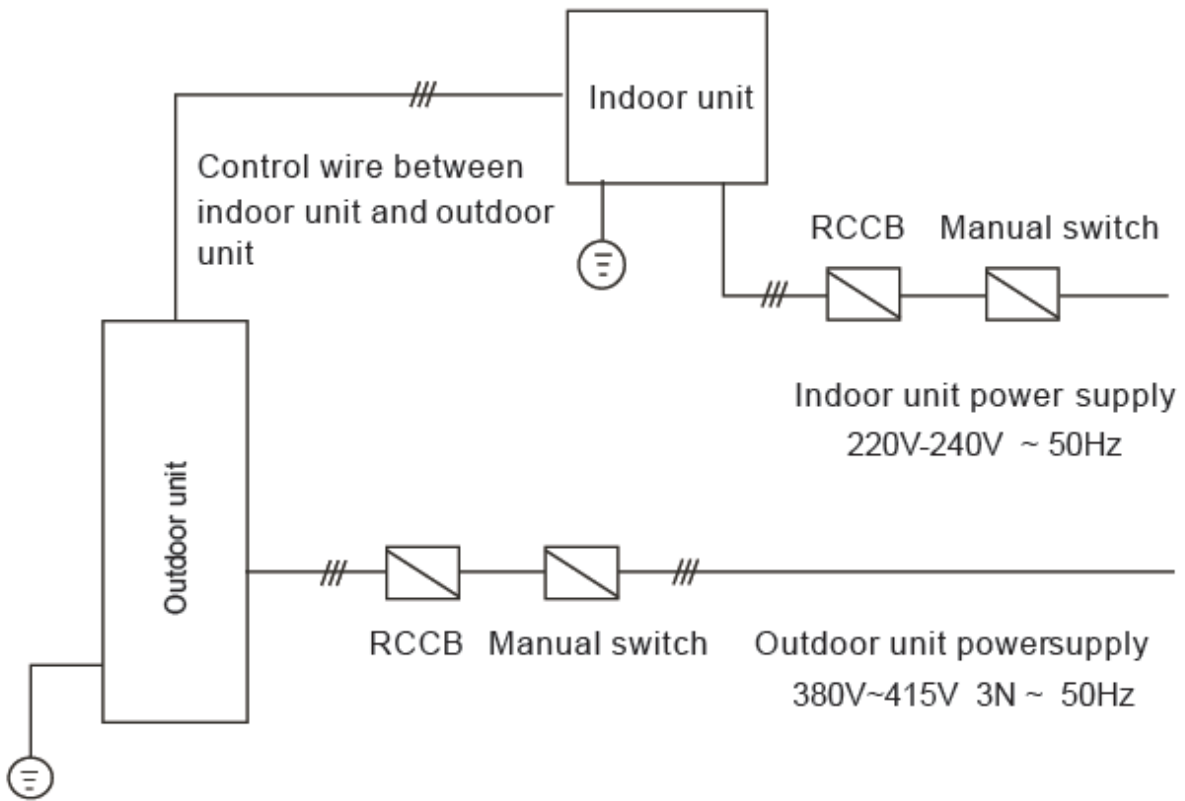 Indoor unit
Control wire between
indoor unit and outdoor
unit
RCCB
Manual switch
Indoor unit power supply
220V-240V ~ 50Hz
Outdoor unit
RCCB
Manual switch
Outdoor unit powersupply
380V~415V 3N ~ 50Hz